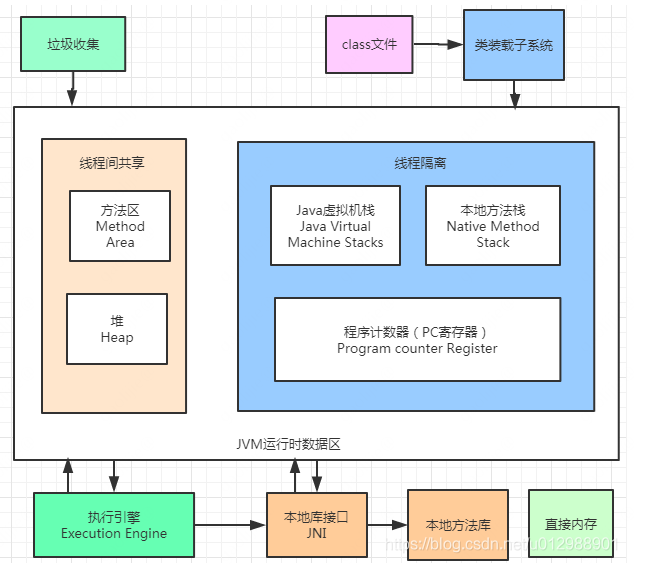 垃圾收集
class文件
类装载子系统
线程间共享
线程隔离
方法区
Method
Area
Java虚拟机栈
Java Virtual
Machine Stacks
本地方法栈
Native Method
Stack
堆
Heap
程序计数器（PC寄存器）
Program counter Register
JVM运行时数据区
执行引擎
Execution Engine
本地库接口
JNI
本地方法库
直接内存
https://blog.csdn.net/u012988901